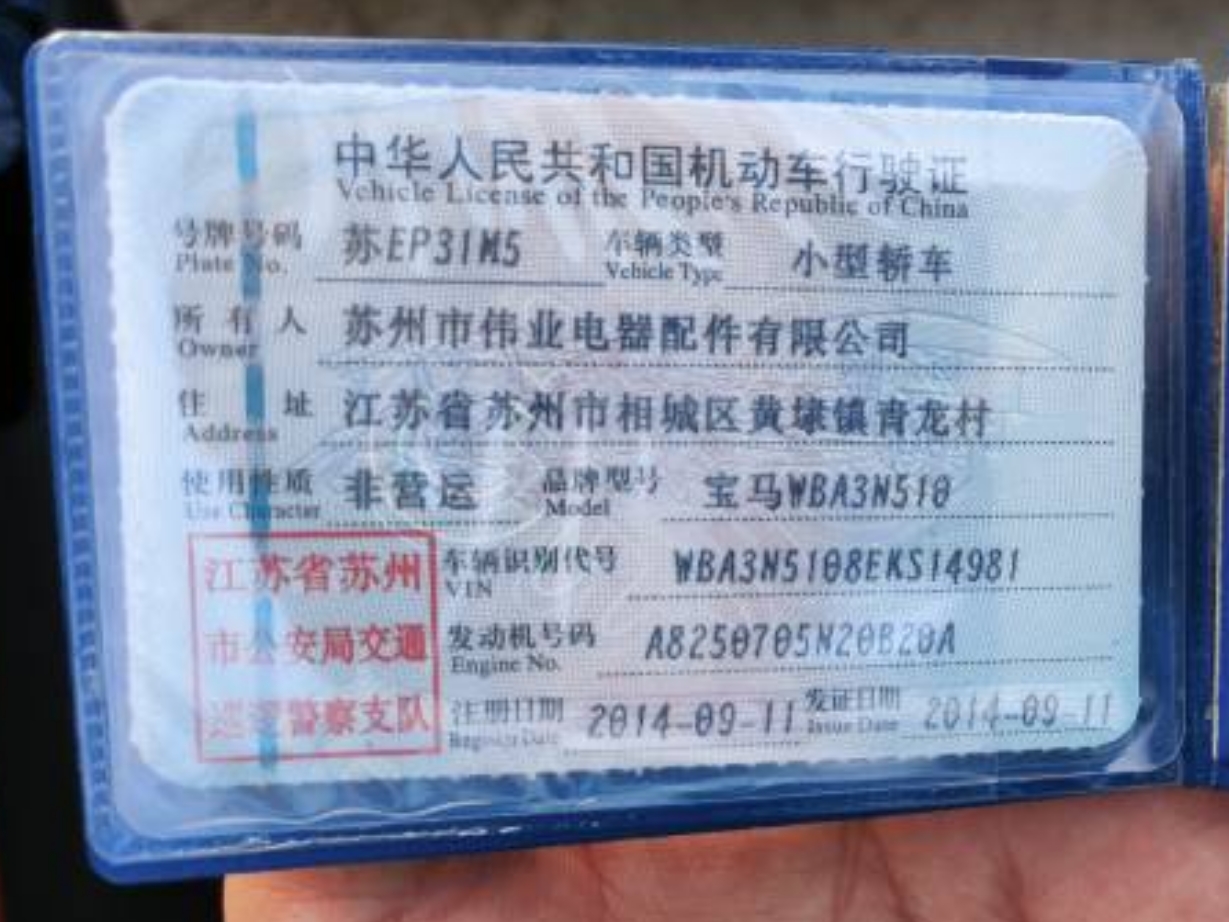 中华人民共和国机动车行驶证
Vehicle License of the People's Republic of China
号牌号码 苏EP31M5 车辆类型 小型轿车
Plate No. Vehicle Type
所有人 苏州市伟业电器配件有限公司
Owner
住址 江苏省苏州市相城区黄埭镇青龙村
Address
使用性质 非营运 品牌型号 宝马WBA3N510
Use Character Model
江苏省苏州 车辆识别代号 WBA3N5108EKS14981
VIN
市公安局交通 发动机号码 A8250705N20B20A
Engine No.
巡逻警察支队 注册日期 2014-09-11 发证日期 2014-09-11
Register Date Issue Date